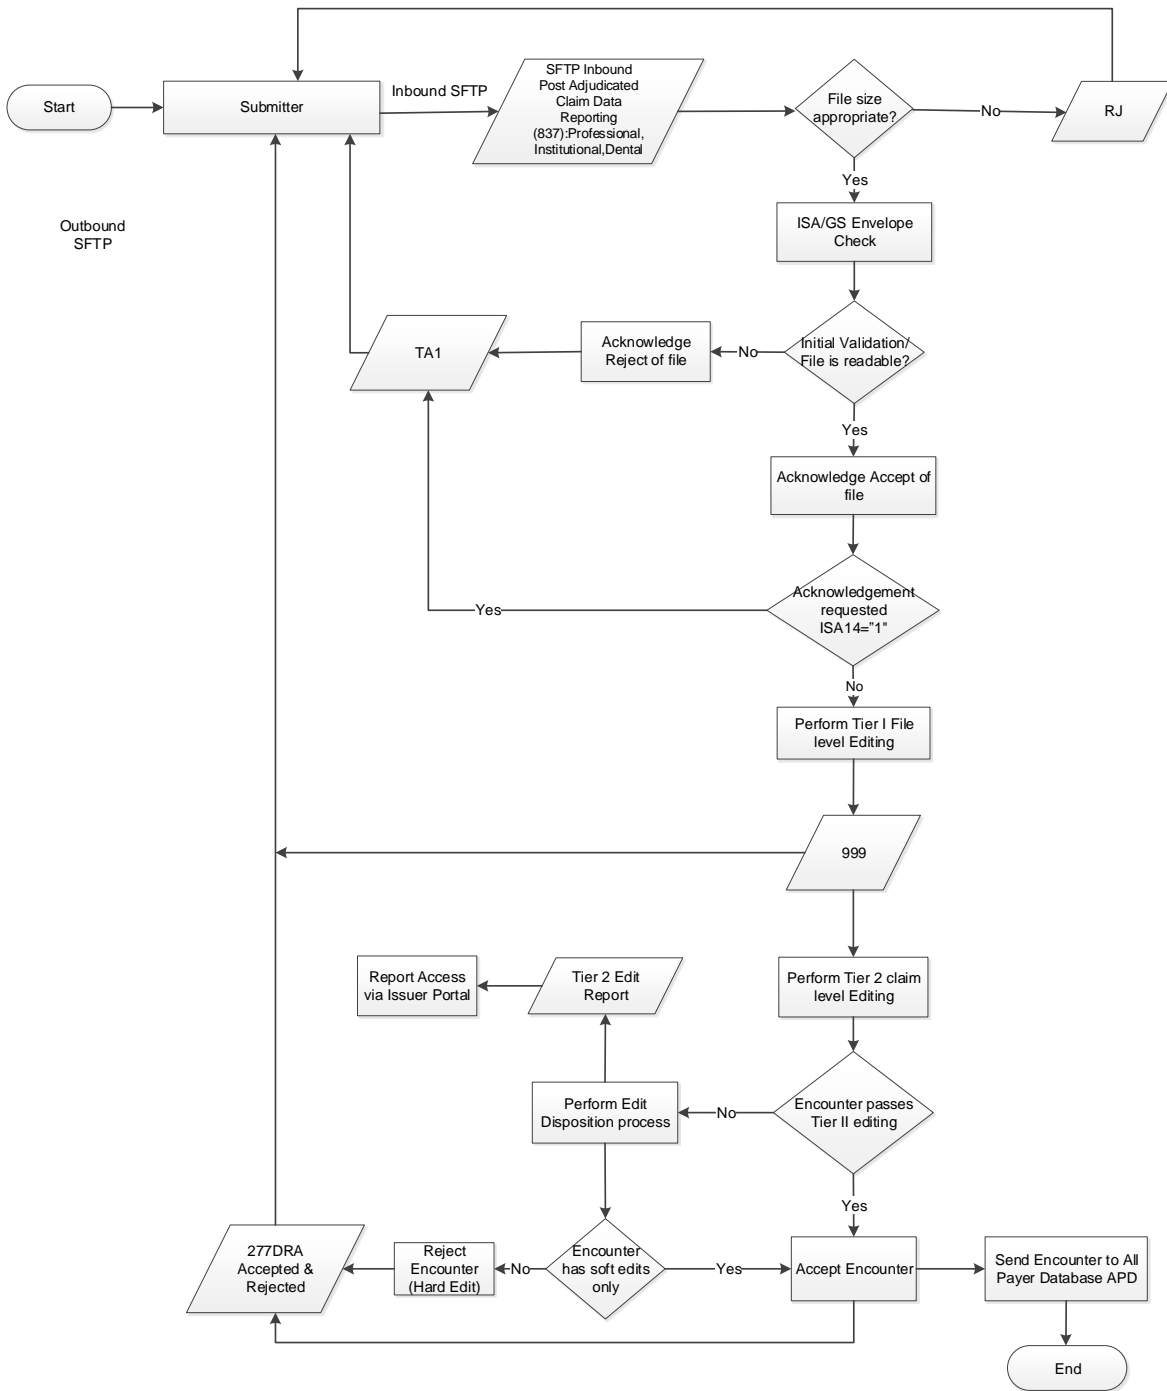 Start
Submitter
Inbound SFTP
SFTP Inbound
Post Adjudicated
Claim Data
Reporting
(837):Professional,
Institutional,Dental
File size
appropriate?
No
RJ
Yes
Outbound
SFTP
ISA/GS Envelope
Check
TA1
Acknowledge
Reject of file
No
Initial Validation/
File is readable?
Yes
Acknowledge Accept of
file
Yes
Acknowledgement
requested
ISA14=”1"
No
Perform Tier I File
level Editing
999
Report Access
via Issuer Portal
Tier 2 Edit
Report
Perform Tier 2 claim
level Editing
Perform Edit
Disposition process
No
Encounter passes
Tier II editing
Yes
277DRA
Accepted &
Rejected
Reject
Encounter
(Hard Edit)
No
Encounter
has soft edits
only
Yes
Accept Encounter
Send Encounter to All
Payer Database APD
End